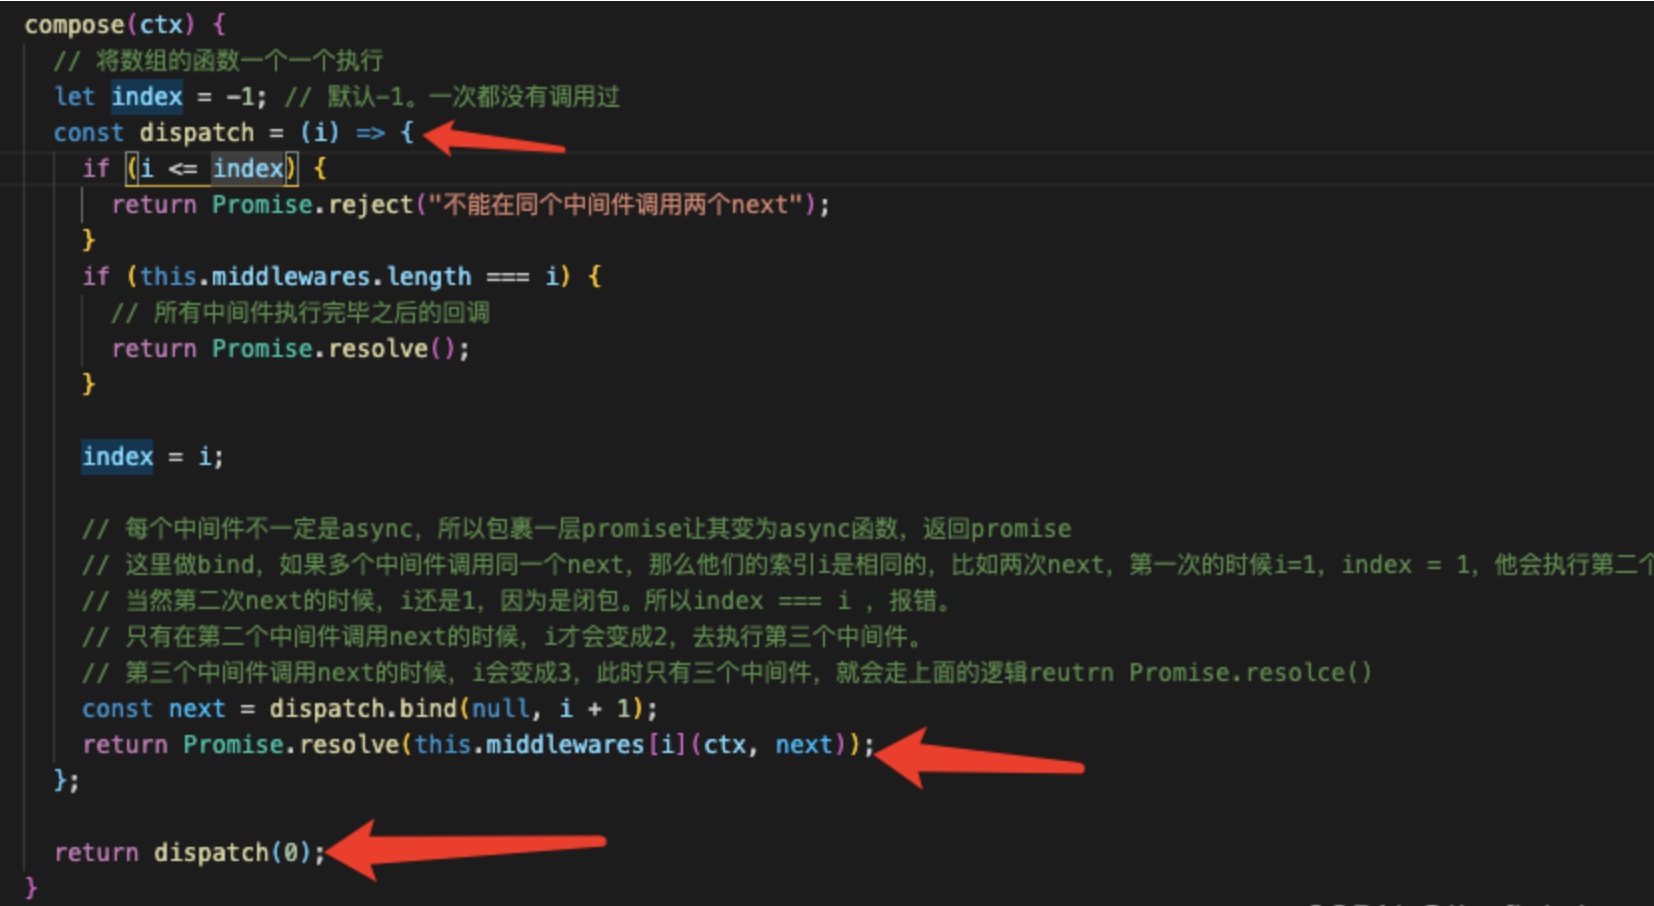 compose(ctx) {
// 将数组的函数一个一个执行
let index = -1; // 默认-1。一次都没有调用过
const dispatch = (i) => {
if (i <= index) {
return Promise.reject("不能在同个中间件调用两个next");
}
if (this.middlewares.length === i) {
// 所有中间件执行完毕之后的回调
return Promise.resolve();
}
index = i;
// 每个中间件不一定是async，所以包裹一层promise让其变为async函数，返回promise
// 这里做bind，如果多个中间件调用同一个next，那么他们的索引i是相同的，比如两次next，第一次的时候i=1，index = 1，他会执行第二个
// 当然第二次next的时候，i还是1，因为是闭包。所以index === i ，报错。
// 只有在第二个中间件调用next的时候，i才会变成2，去执行第三个中间件。
// 第三个中间件调用next的时候，i会变成3，此时只有三个中间件，就会走上面的逻辑reutrn Promise.resolce()
const next = dispatch.bind(null, i + 1);
return Promise.resolve(this.middlewares[i](ctx, next));
};
return dispatch(0);
}